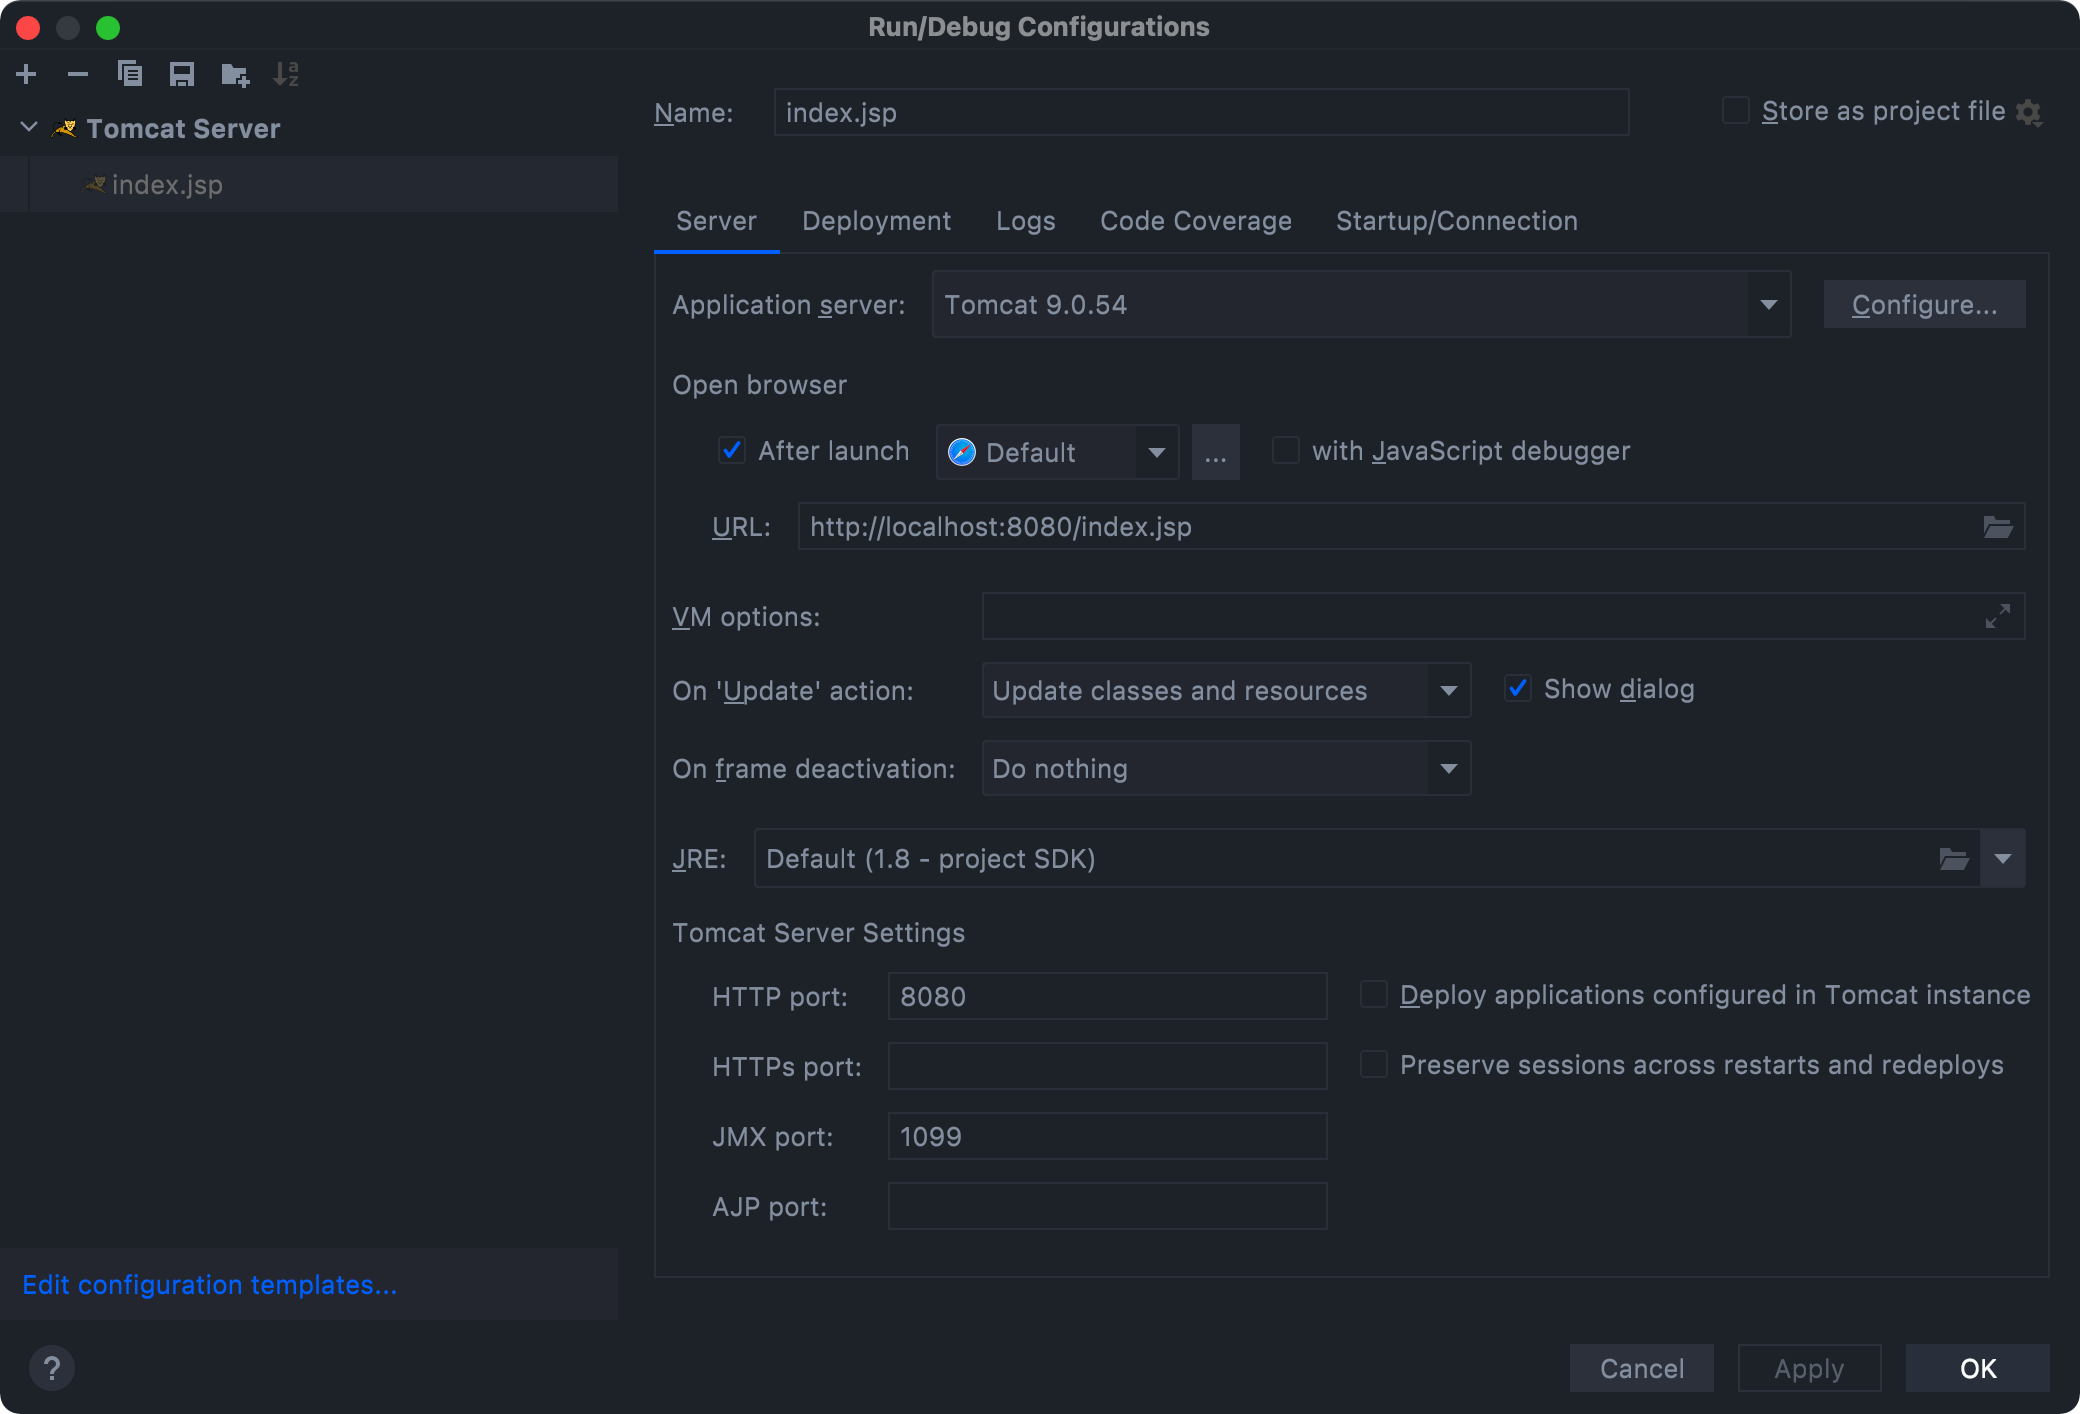 Run/Debug Configurations
Tomcat Server
index.jsp
Edit configuration templates...
Name: index.jsp
Store as project file
Server Deployment Logs Code Coverage Startup/Connection
Application server: Tomcat 9.0.54 Configure...
Open browser
After launch Default ... with JavaScript debugger
URL: http://localhost:8080/index.jsp
VM options:
On 'Update' action: Update classes and resources Show dialog
On frame deactivation: Do nothing
JRE: Default (1.8 - project SDK)
Tomcat Server Settings
HTTP port: 8080 Deploy applications configured in Tomcat instance
HTTPs port: Preserve sessions across restarts and redeploys
JMX port: 1099
AJP port:
? Cancel Apply OK